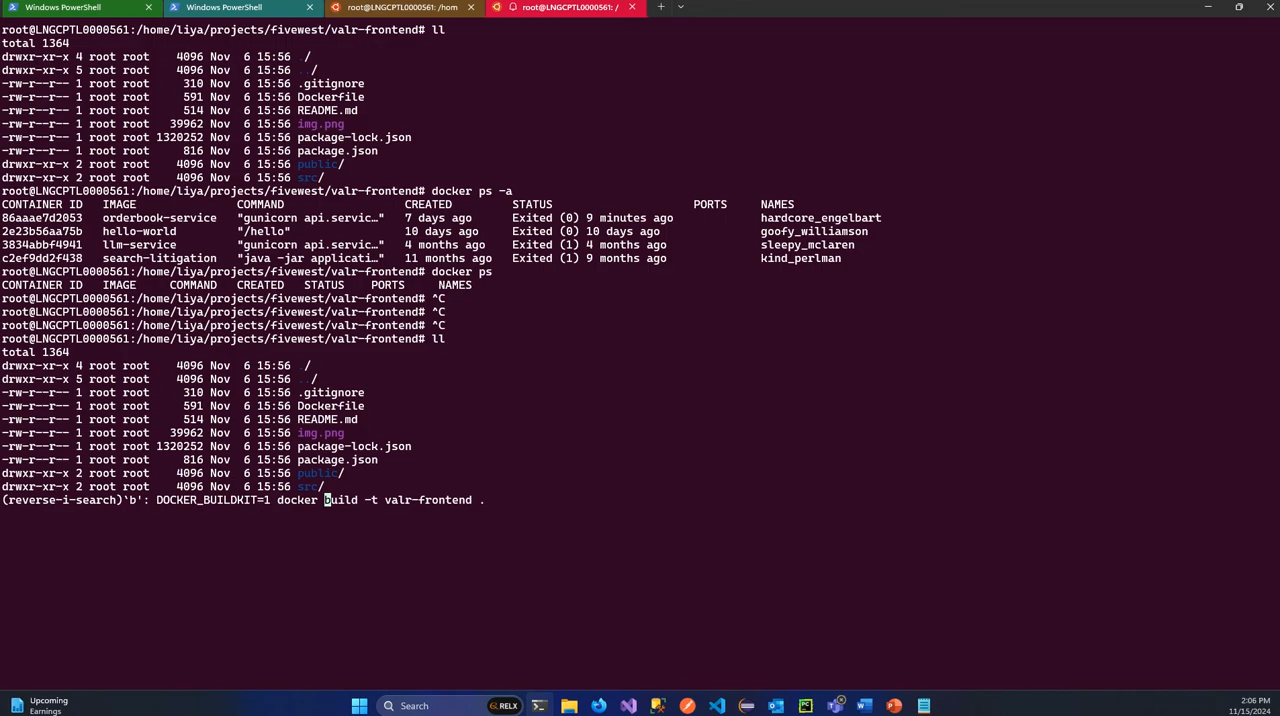 Windows PowerShell
Windows PowerShell
root@LNGCPTL0000561: /hom
root@LNGCPTL0000561: /
root@LNGCPTL0000561:/home/liya/projects/fivewest/valr-frontend# ll
total 1364
drwxr-xr-x 4 root root    4096 Nov  6 15:56 ./
drwxr-xr-x 5 root root    4096 Nov  6 15:56 ../
-rw-r--r-- 1 root root     310 Nov  6 15:56 .gitignore
-rw-r--r-- 1 root root     591 Nov  6 15:56 Dockerfile
-rw-r--r-- 1 root root     514 Nov  6 15:56 README.md
-rw-r--r-- 1 root root   39962 Nov  6 15:56 img.png
-rw-r--r-- 1 root root 1320252 Nov  6 15:56 package-lock.json
-rw-r--r-- 1 root root     816 Nov  6 15:56 package.json
drwxr-xr-x 2 root root    4096 Nov  6 15:56 public/
drwxr-xr-x 2 root root    4096 Nov  6 15:56 src/
root@LNGCPTL0000561:/home/liya/projects/fivewest/valr-frontend# docker ps -a
CONTAINER ID   IMAGE               COMMAND                  CREATED         STATUS                     PORTS     NAMES
86aaae7d2053   orderbook-service   "gunicorn api.servic…"   7 days ago      Exited (0) 9 minutes ago             hardcore_engelbart
2e23b56aa75b   hello-world         "/hello"                 10 days ago     Exited (0) 10 days ago               goofy_williamson
3834abbf4941   llm-service         "gunicorn api.servic…"   4 months ago    Exited (1) 4 months ago              sleepy_mclaren
c2ef9dd2f438   search-litigation   "java -jar applicati…"   11 months ago   Exited (1) 9 months ago              kind_perlman
root@LNGCPTL0000561:/home/liya/projects/fivewest/valr-frontend# docker ps
CONTAINER ID   IMAGE     COMMAND   CREATED   STATUS    PORTS     NAMES
root@LNGCPTL0000561:/home/liya/projects/fivewest/valr-frontend# ^C
root@LNGCPTL0000561:/home/liya/projects/fivewest/valr-frontend# ^C
root@LNGCPTL0000561:/home/liya/projects/fivewest/valr-frontend# ^C
root@LNGCPTL0000561:/home/liya/projects/fivewest/valr-frontend# ll
total 1364
drwxr-xr-x 4 root root    4096 Nov  6 15:56 ./
drwxr-xr-x 5 root root    4096 Nov  6 15:56 ../
-rw-r--r-- 1 root root     310 Nov  6 15:56 .gitignore
-rw-r--r-- 1 root root     591 Nov  6 15:56 Dockerfile
-rw-r--r-- 1 root root     514 Nov  6 15:56 README.md
-rw-r--r-- 1 root root   39962 Nov  6 15:56 img.png
-rw-r--r-- 1 root root 1320252 Nov  6 15:56 package-lock.json
-rw-r--r-- 1 root root     816 Nov  6 15:56 package.json
drwxr-xr-x 2 root root    4096 Nov  6 15:56 public/
drwxr-xr-x 2 root root    4096 Nov  6 15:56 src/
(reverse-i-search)`b': DOCKER_BUILDKIT=1 docker build -t valr-frontend .
Upcoming
Earnings
Search
RELX
2:06 PM
11/15/2024